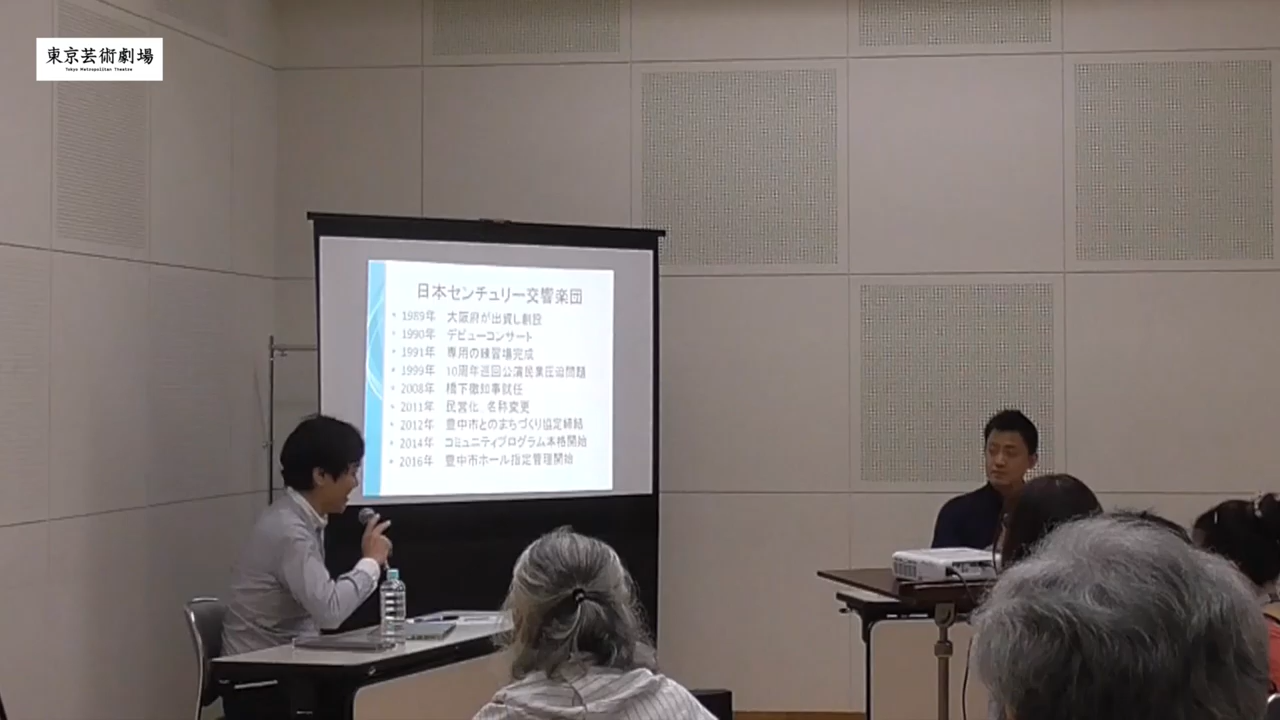 東京芸術劇場
Tokyo Metropolitan Theatre
日本センチュリー交響楽団
• 1989年 大阪府が出資し創設
• 1990年 デビューコンサート
• 1991年 専用の練習場完成
• 1999年 10周年巡回公演民業圧迫問題
• 2008年 橋下徹知事就任
• 2011年 民営化 名称変更
• 2012年 豊中市とのまちづくり協定締結
• 2014年 コミュニティプログラム本格開始
• 2016年 豊中市ホール指定管理開始